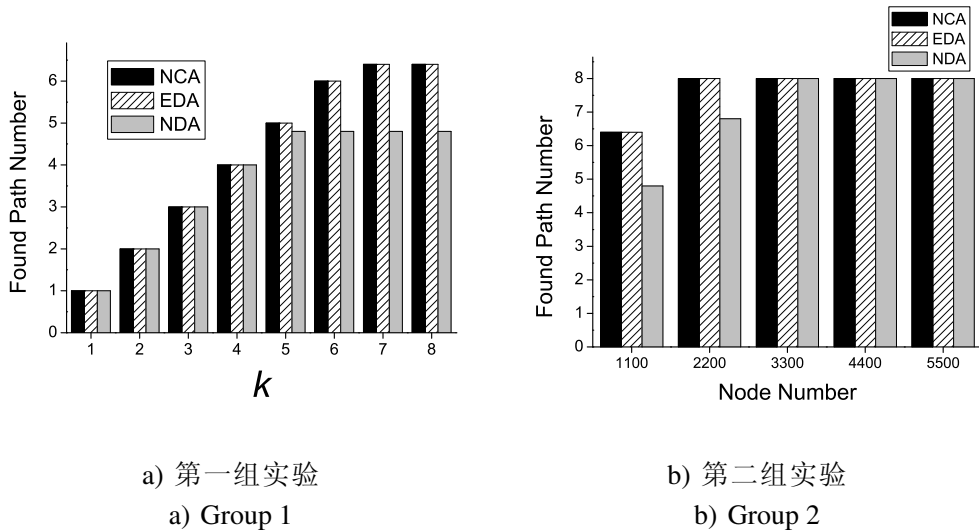 NCA
EDA
NDA
Found Path Number
6
5
4
3
2
1
0
1 2 3 4 5 6 7 8
k
NCA
EDA
NDA
Found Path Number
8
7
6
5
4
3
2
1
0
1100 2200 3300 4400 5500
Node Number
a) 第一组实验
a) Group 1
b) 第二组实验
b) Group 2